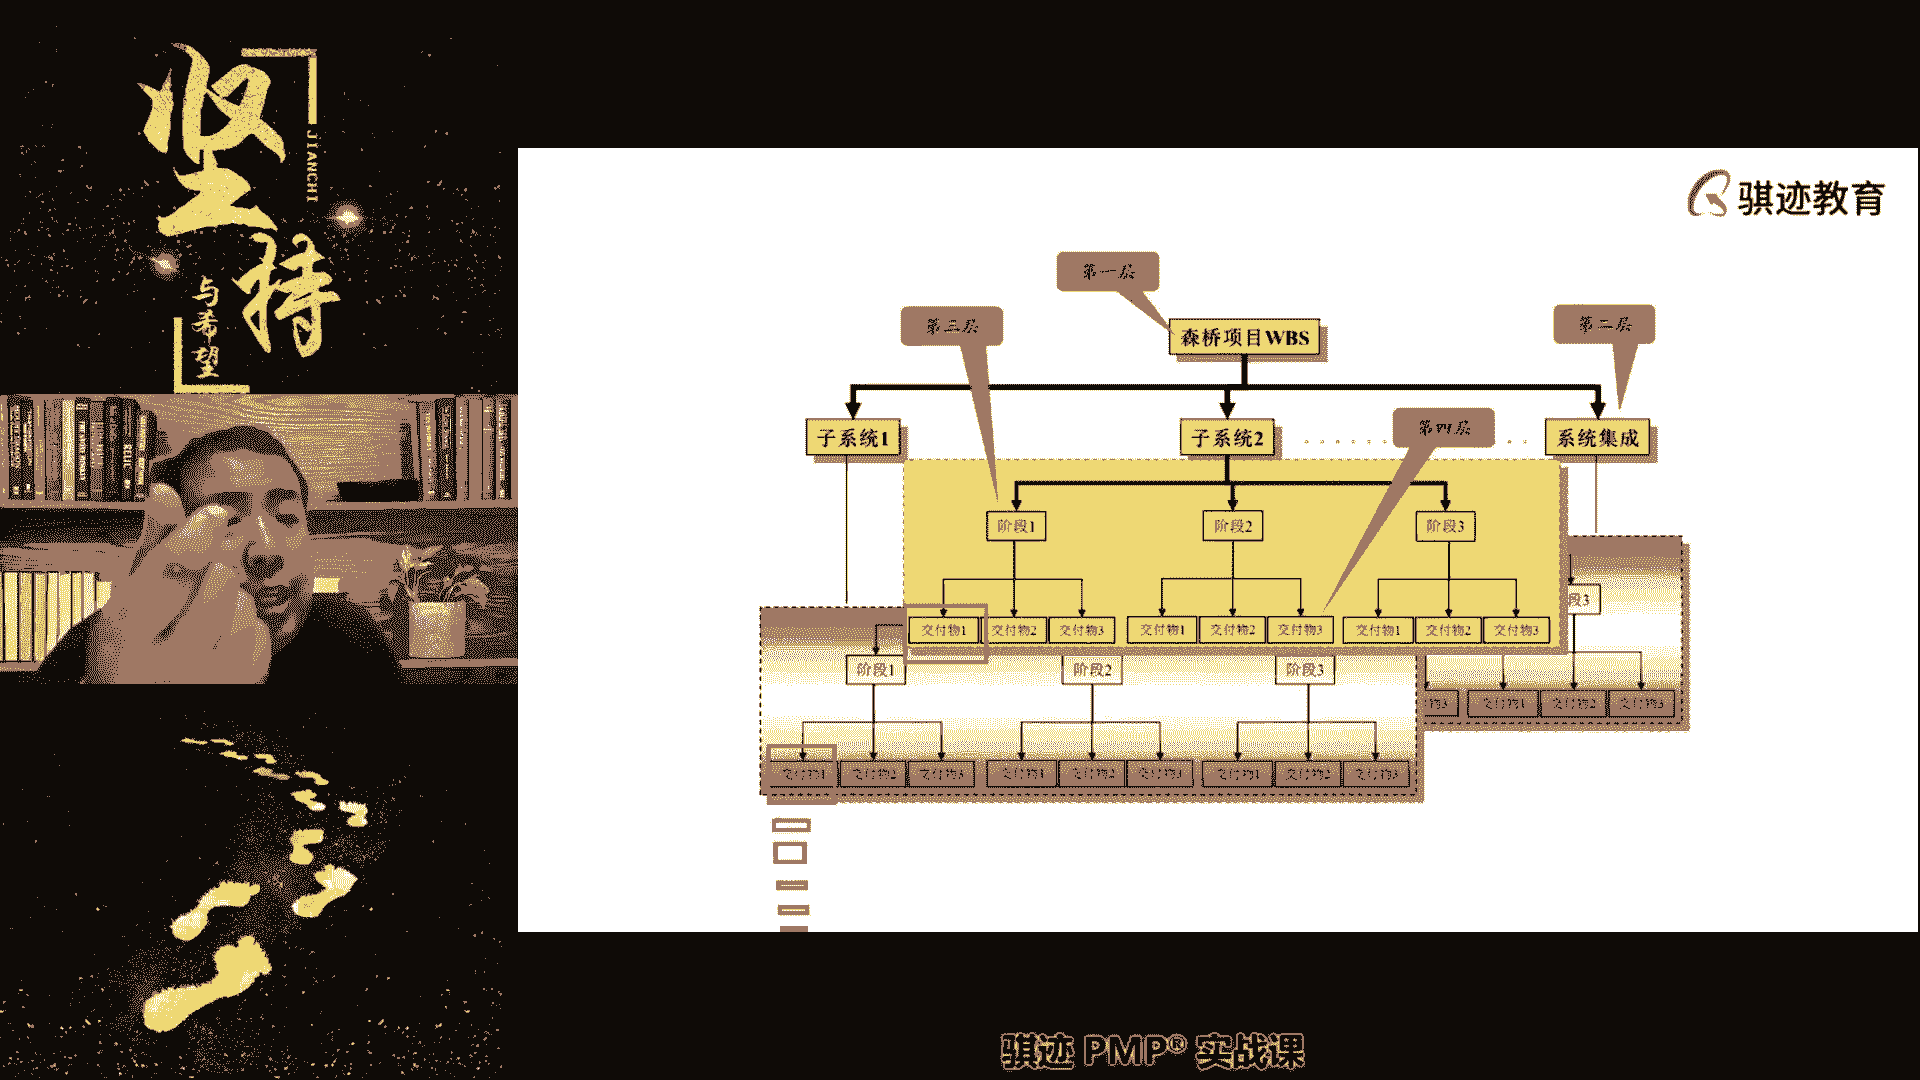 坚持
JIANCHI
与希望
骐迹教育
第一层
第三层
第二层
森桥项目WBS
子系统1
子系统2
第四层
系统集成
阶段1
阶段2
阶段3
段3
交付物1
交付物2
交付物3
交付物1
交付物2
交付物3
交付物1
交付物2
交付物3
阶段1
阶段2
阶段3
物3
交付物1
交付物2
交付物3
交付物1
交付物2
交付物3
交付物1
交付物2
交付物3
交付物1
交付物2
交付物3
骐迹 PMP® 实战课